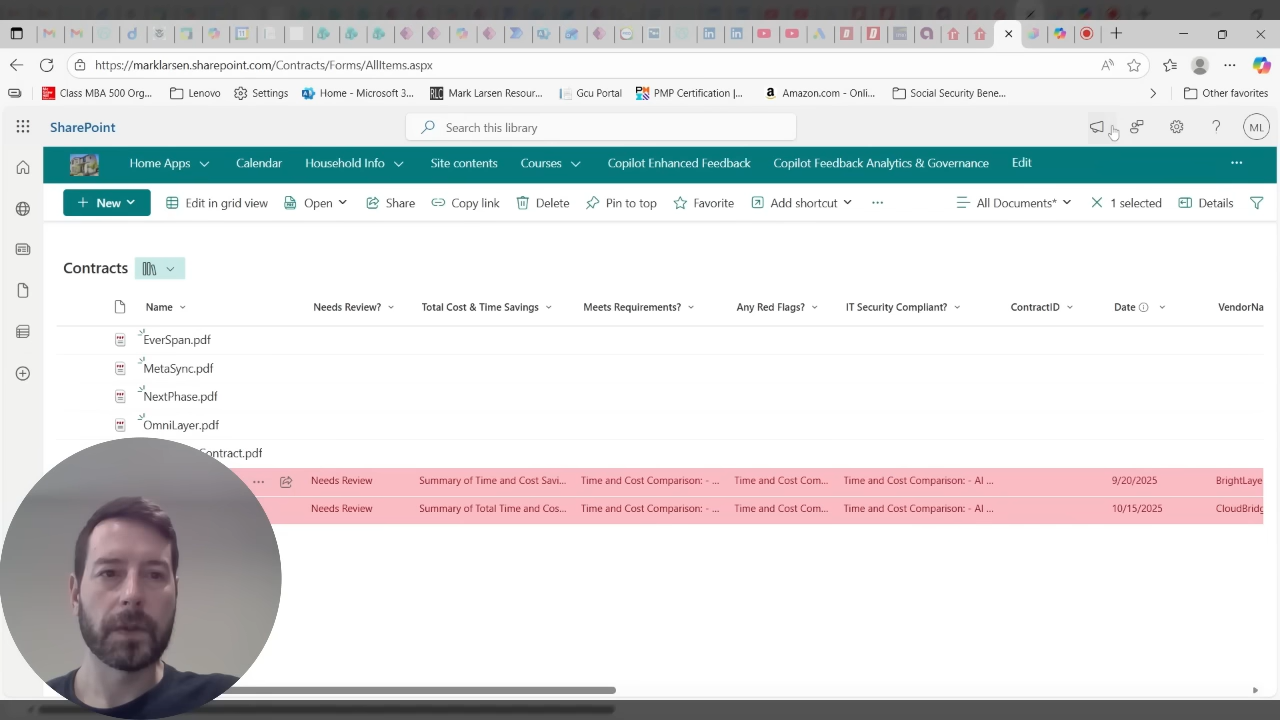 https://marklarsen.sharepoint.com/Contracts/Forms/AllItems.aspx
Class MBA 500 Org... Lenovo Settings Home - Microsoft 3... RLC Mark Larsen Resour... Gcu Portal PMP Certification |... Amazon.com - Onli... Social Security Bene... Other favorites
SharePoint Search this library ? ML
Home Apps Calendar Household Info Site contents Courses Copilot Enhanced Feedback Copilot Feedback Analytics & Governance Edit ...
+ New Edit in grid view Open Share Copy link Delete Pin to top Favorite Add shortcut ... All Documents* 1 selected Details
Contracts
Name Needs Review? Total Cost & Time Savings Meets Requirements? Any Red Flags? IT Security Compliant? ContractID Date VendorNa
EverSpan.pdf
MetaSync.pdf
NextPhase.pdf
OmniLayer.pdf
Contract.pdf
... Needs Review Summary of Time and Cost Savi... Time and Cost Comparison: - ... Time and Cost Com... Time and Cost Comparison: - AI ... 9/20/2025 BrightLaye
Needs Review Summary of Total Time and Cos... Time and Cost Comparison: - ... Time and Cost Com... Time and Cost Comparison: - AI ... 10/15/2025 CloudBridg